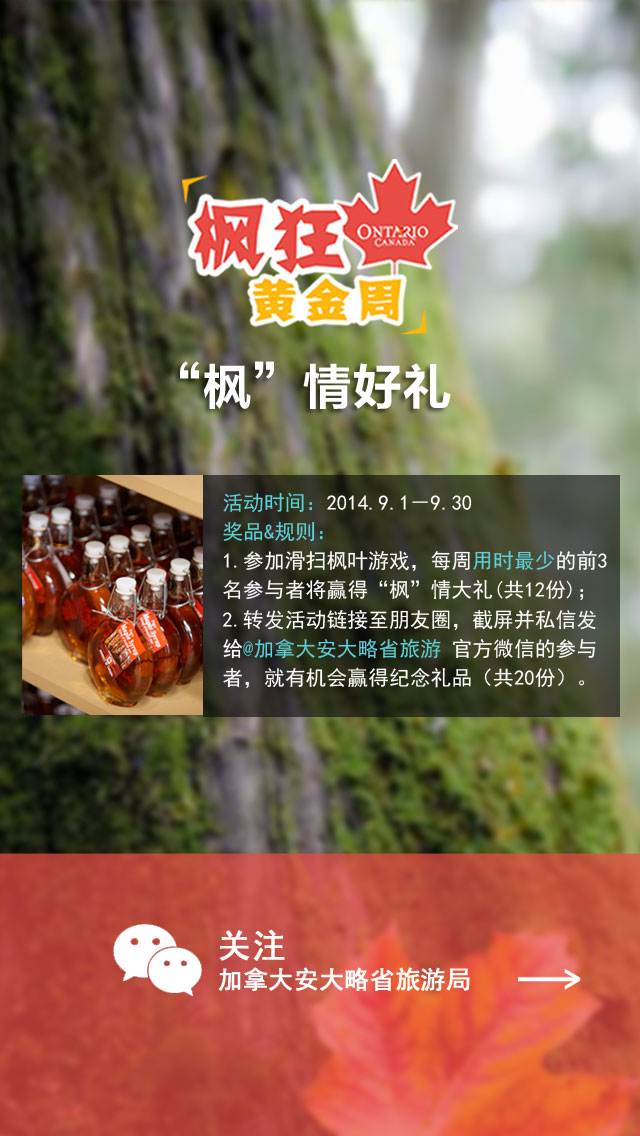 枫狂
ONTARIO
CANADA
黄金周
“枫”情好礼
活动时间：2014.9.1－9.30
奖品&规则：
1.参加滑扫枫叶游戏，每周用时最少的前3
名参与者将赢得“枫”情大礼(共12份)；
2.转发活动链接至朋友圈，截屏并私信发
给@加拿大安大略省旅游 官方微信的参与
者，就有机会赢得纪念礼品（共20份）。
关注
加拿大安大略省旅游局